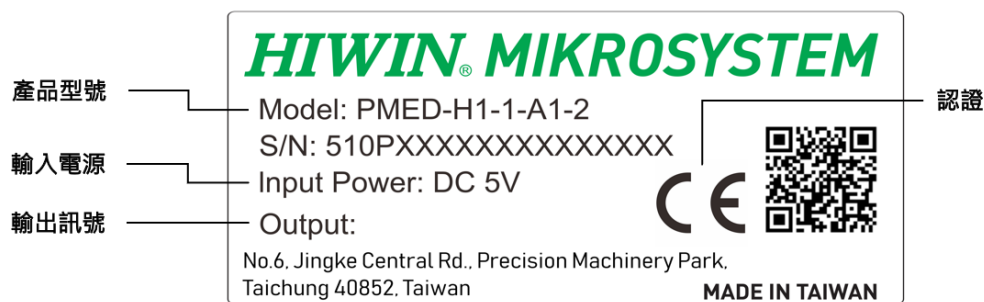 HIWIN® MIKROSYSTEM
產品型號
Model: PMED-H1-1-A1-2
認證
S/N: 510PXXXXXXXXXXXXXX
輸入電源
Input Power: DC 5V
CE
輸出訊號
Output:
No.6, Jingke Central Rd., Precision Machinery Park,
Taichung 40852, Taiwan
MADE IN TAIWAN